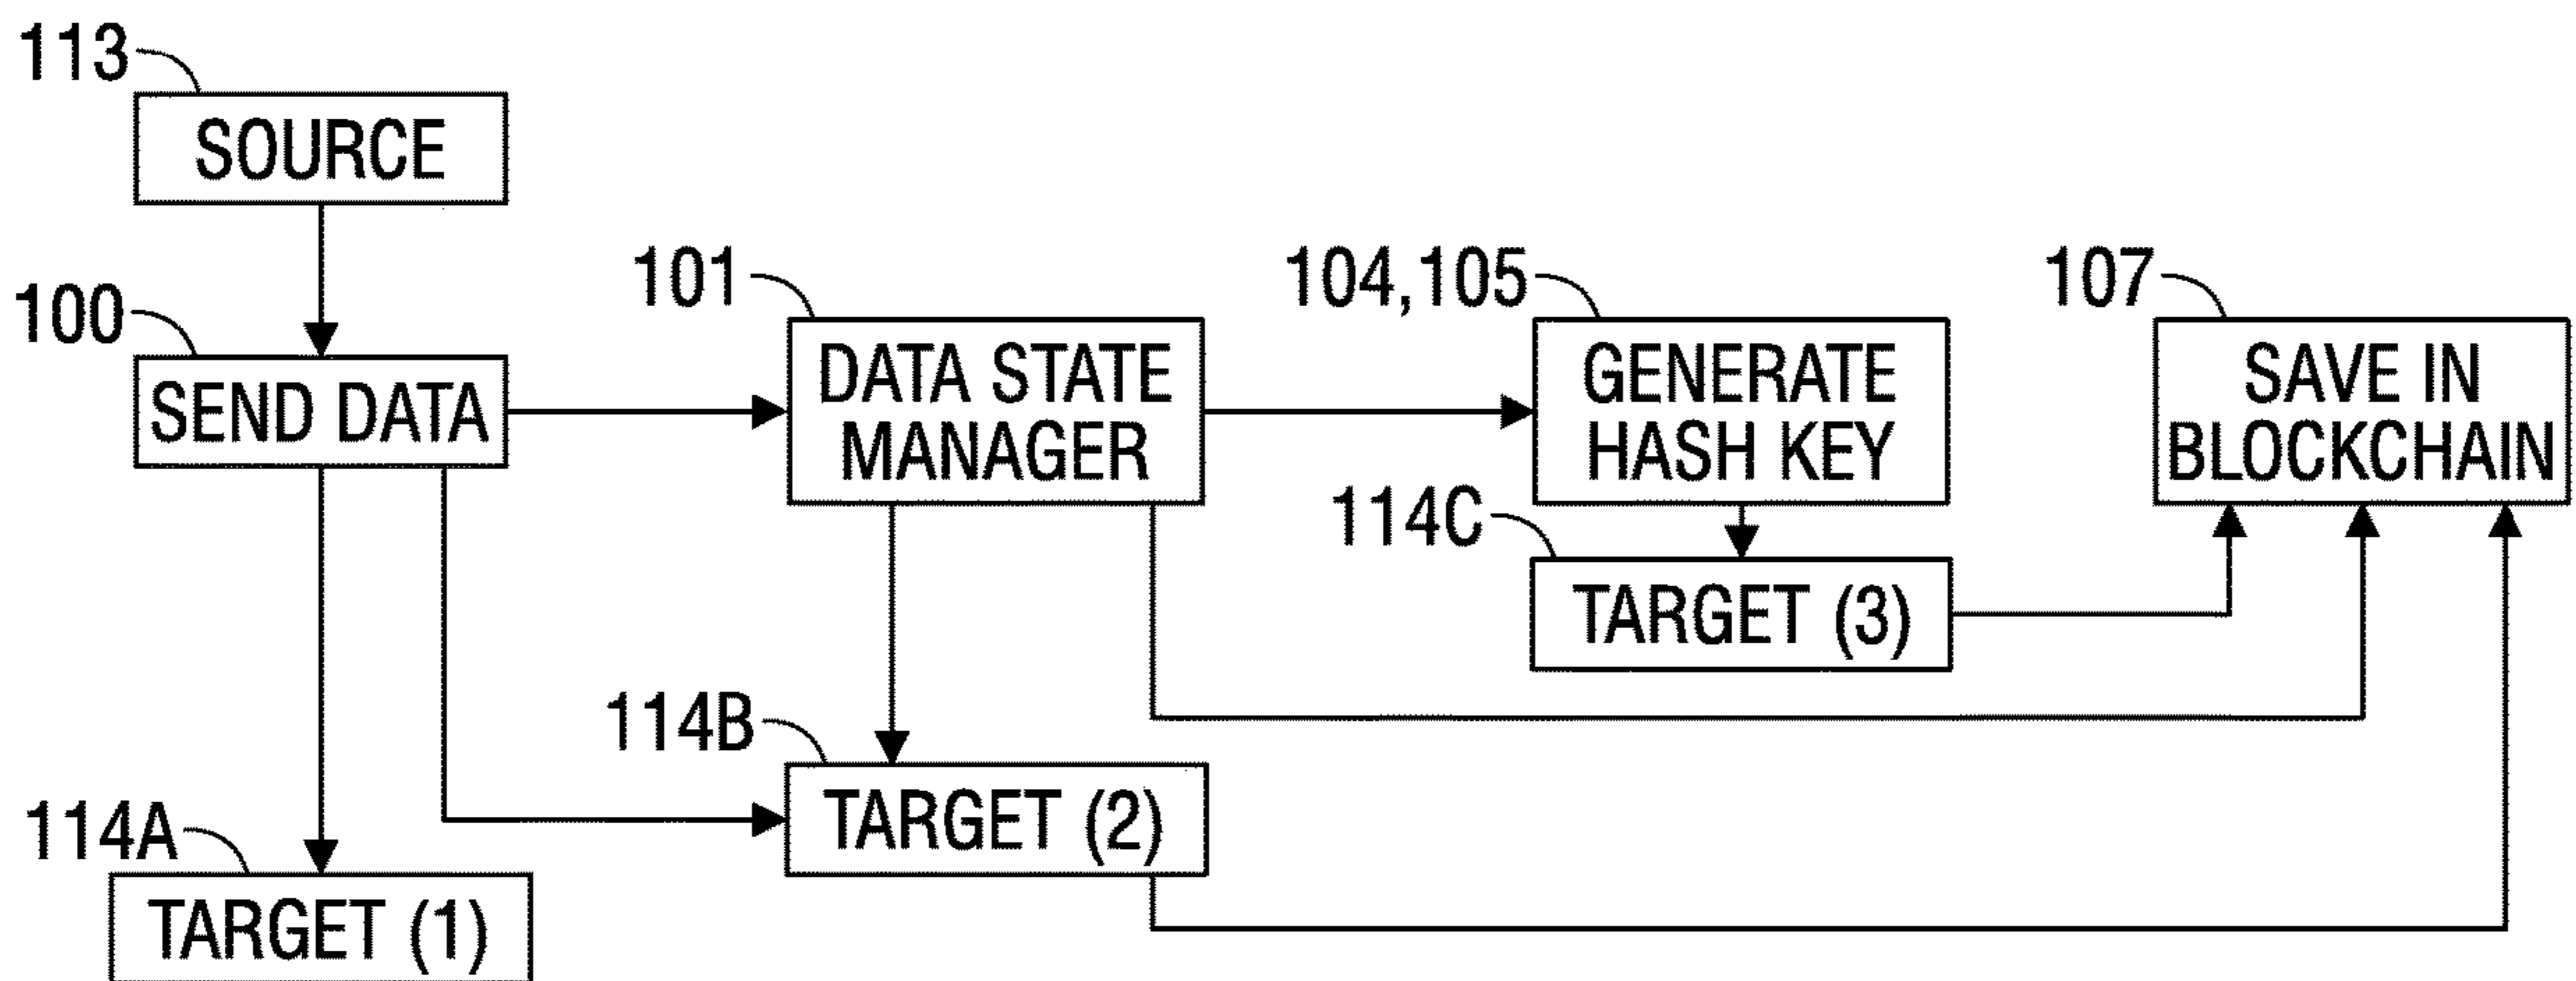 113
SOURCE
100
SEND DATA
101
DATA STATE
MANAGER
104,105
GENERATE
HASH KEY
107
SAVE IN
BLOCKCHAIN
114C
TARGET (3)
114B
TARGET (2)
114A
TARGET (1)